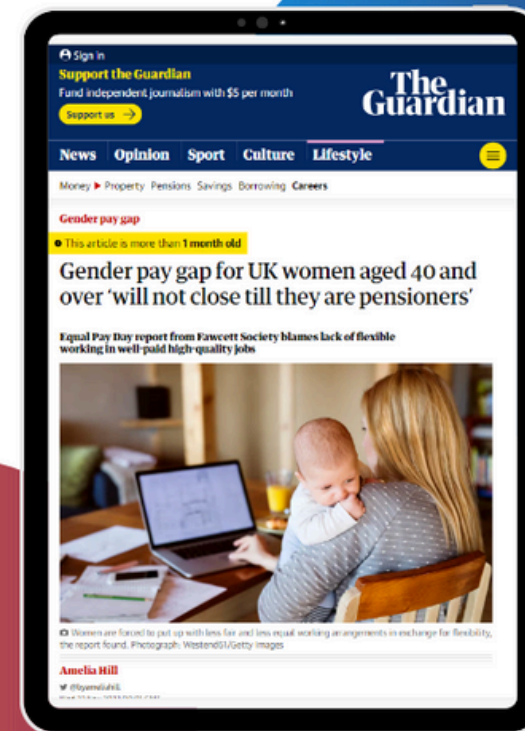 Sign in
Support the Guardian
Fund independent journalism with $5 per month
Support us →
The
Guardian
News Opinion Sport Culture Lifestyle
Money ▶ Property Pensions Savings Borrowing Careers
Gender pay gap
This article is more than 1 month old
Gender pay gap for UK women aged 40 and
over ‘will not close till they are pensioners’
Equal Pay Day report from Fawcett Society blames lack of flexible
working in well-paid high-quality jobs
Women are forced to put up with less fair and less equal working arrangements in exchange for flexibility,
the report found. Photograph: Westend61/Getty Images
Amelia Hill
@byameliahill